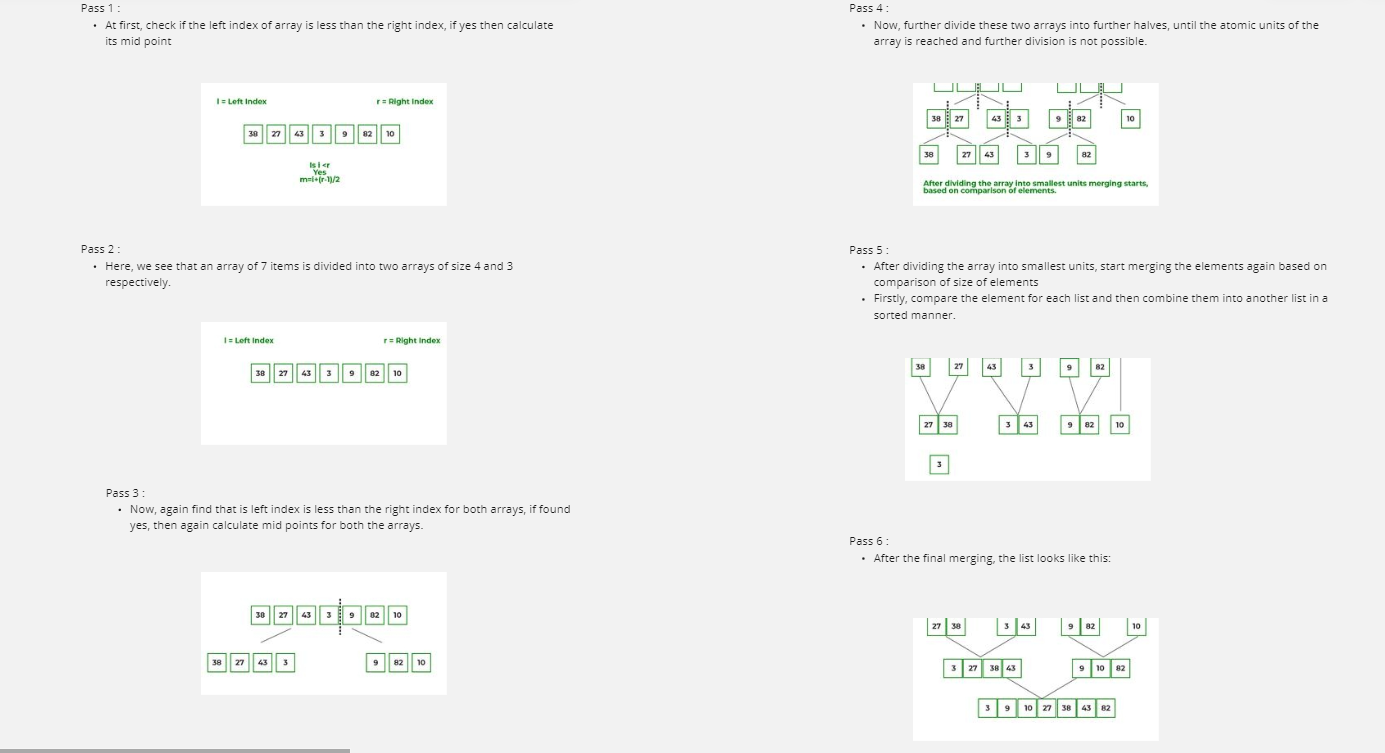 Pass 1 :
• At first, check if the left index of array is less than the right index, if yes then calculate
its mid point
l = Left Index r = Right Index
38 27 43 3 9 82 10
Is l <r
Yes
m=l+(r-1)/2
Pass 2 :
• Here, we see that an array of 7 items is divided into two arrays of size 4 and 3
respectively.
l = Left Index r = Right Index
38 27 43 3 9 82 10
Pass 3 :
• Now, again find that is left index is less than the right index for both arrays, if found
yes, then again calculate mid points for both the arrays.
38 27 43 3 9 82 10
38 27 43 3 9 82 10
Pass 4 :
• Now, further divide these two arrays into further halves, until the atomic units of the
array is reached and further division is not possible.
38 27 43 3 9 82 10
38 27 43 3 9 82
After dividing the array into smallest units merging starts,
based on comparison of elements.
Pass 5 :
• After dividing the array into smallest units, start merging the elements again based on
comparison of size of elements
• Firstly, compare the element for each list and then combine them into another list in a
sorted manner.
38 27 43 3 9 82
27 38 3 43 9 82 10
3
Pass 6 :
• After the final merging, the list looks like this:
27 38 3 43 9 82 10
3 27 38 43 9 10 82
3 9 10 27 38 43 82